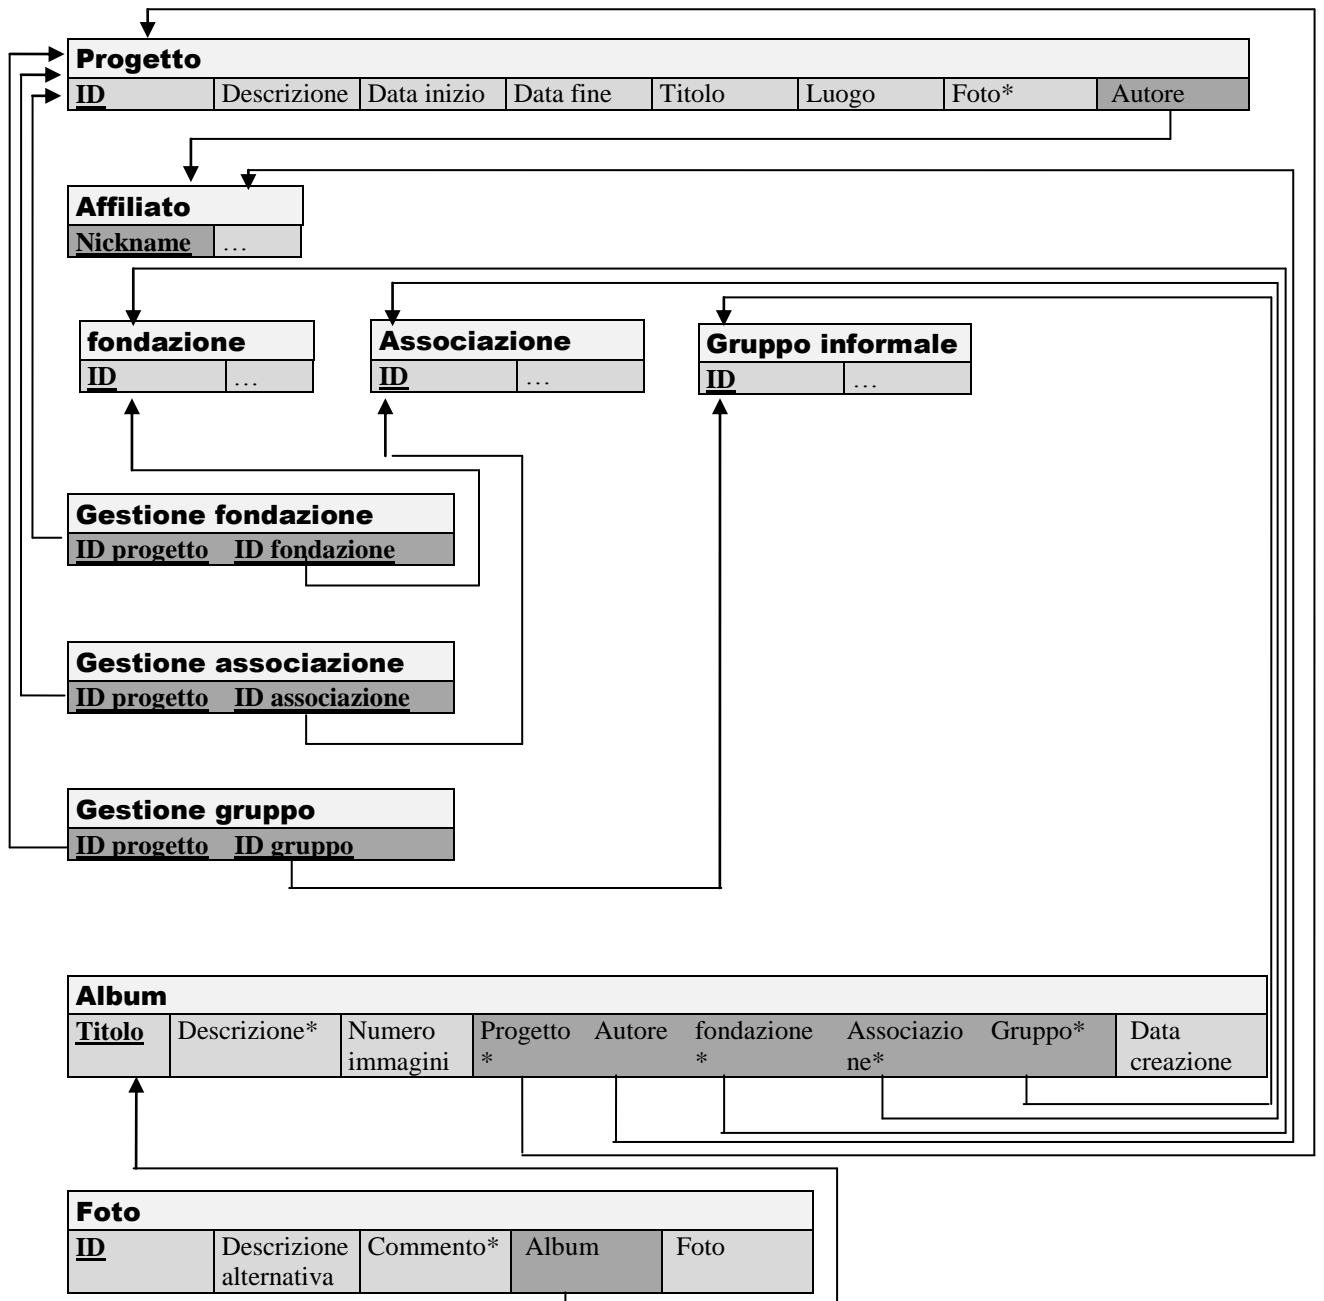 Progetto
ID Descrizione Data inizio Data fine Titolo Luogo Foto* Autore
Affiliato
Nickname …
fondazione Associazione Gruppo informale
ID … ID … ID …
Gestione fondazione
ID progetto ID fondazione
Gestione associazione
ID progetto ID associazione
Gestione gruppo
ID progetto ID gruppo
Album
Titolo Descrizione* Numero Progetto Autore fondazione Associazio Gruppo* Data
immagini * * ne* creazione
Foto
ID Descrizione Commento* Album Foto
alternativa